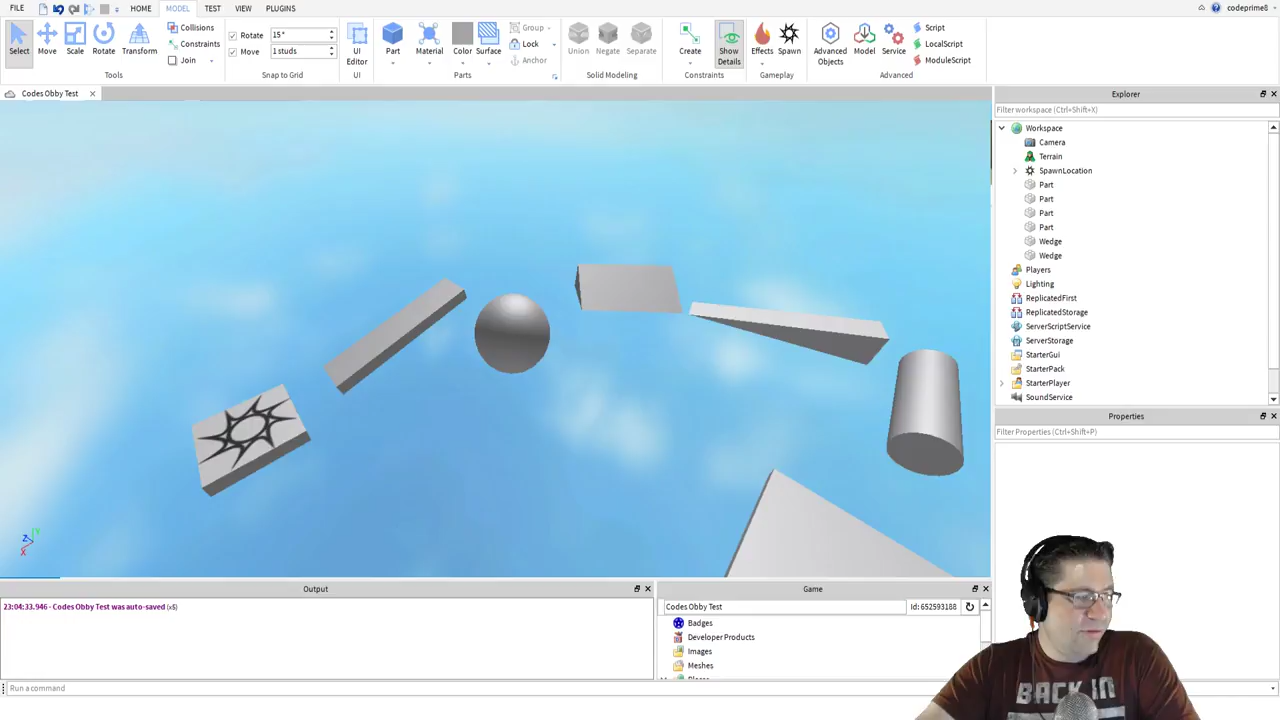 FILE HOME MODEL TEST VIEW PLUGINS codeprime8
Select Move Scale Rotate Transform Collisions Constraints Join Tools
Rotate 15° Move 1 studs Snap to Grid
UI Editor UI
Part Material Color Surface Group Lock Anchor Parts
Union Negate Separate Solid Modeling
Create Show Details Constraints
Effects Spawn Gameplay
Advanced Objects Model Service Script LocalScript ModuleScript Advanced
Codes Obby Test
Explorer
Filter workspace (Ctrl+Shift+X)
Workspace
Camera
Terrain
SpawnLocation
Part
Part
Part
Part
Wedge
Wedge
Players
Lighting
ReplicatedFirst
ReplicatedStorage
ServerScriptService
ServerStorage
StarterGui
StarterPack
StarterPlayer
SoundService
Properties
Filter Properties (Ctrl+Shift+P)
Y
Z
X
Output
23:04:33.946 - Codes Obby Test was auto-saved (x5)
Game
Codes Obby Test Id: 652593188
Badges
Developer Products
Images
Meshes
Places
Run a command
BACK IN